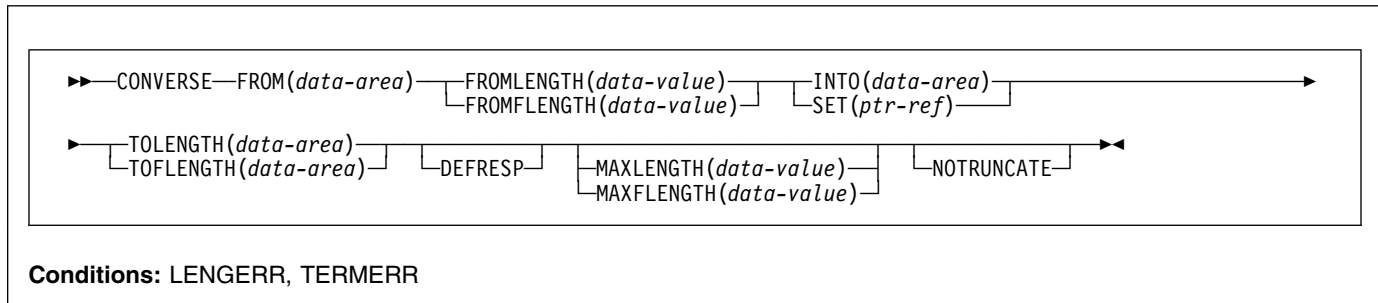 CONVERSE FROM(data-area) FROMLENGTH(data-value) INTO(data-area)
FROMFLENGTH(data-value) SET(ptr-ref)
TOLENGTH(data-area)
TOFLENGTH(data-area) DEFRESP MAXLENGTH(data-value) NOTRUNCATE
MAXFLENGTH(data-value)
Conditions: LENGERR, TERMERR